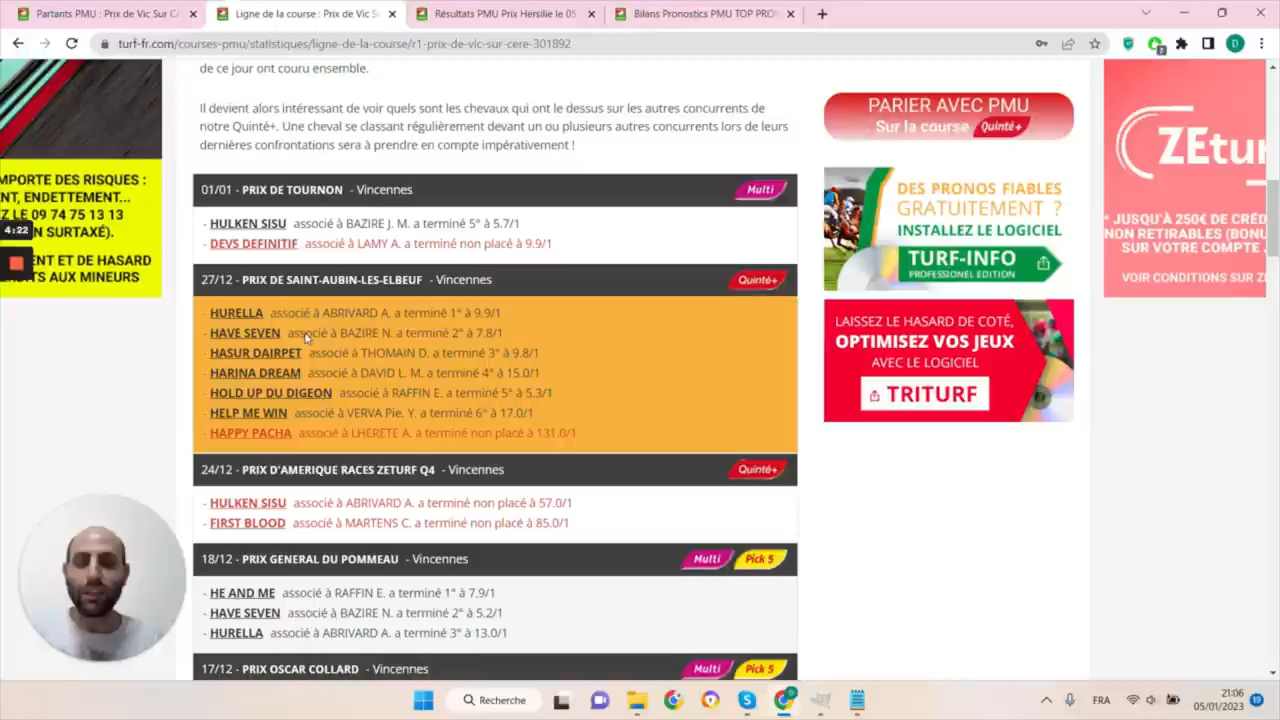 Partants PMU : Prix de Vic Sur C
Ligne de la course : Prix de Vic S
Résultats PMU Prix Hersilie le 05
Bilans Pronostics PMU TOP PRON
turf-fr.com/courses-pmu/statistiques/ligne-de-la-course/r1-prix-de-vic-sur-cere-301892
de ce jour ont couru ensemble.
Il devient alors intéressant de voir quels sont les chevaux qui ont le dessus sur les autres concurrents de
notre Quinté+. Une cheval se classant régulièrement devant un ou plusieurs autres concurrents lors de leurs
dernières confrontations sera à prendre en compte impérativement !
01/01 - PRIX DE TOURNON - Vincennes Multi
- HULKEN SISU associé à BAZIRE J. M. a terminé 5° à 5.7/1
- DEVS DEFINITIF associé à LAMY A. a terminé non placé à 9.9/1
27/12 - PRIX DE SAINT-AUBIN-LES-ELBEUF - Vincennes Quinté+
- HURELLA associé à ABRIVARD A. a terminé 1° à 9.9/1
- HAVE SEVEN associé à BAZIRE N. a terminé 2° à 7.8/1
- HASUR DAIRPET associé à THOMAIN D. a terminé 3° à 9.8/1
- HARINA DREAM associé à DAVID L. M. a terminé 4° à 15.0/1
- HOLD UP DU DIGEON associé à RAFFIN E. a terminé 5° à 5.3/1
- HELP ME WIN associé à VERVA Pie. Y. a terminé 6° à 17.0/1
- HAPPY PACHA associé à LHERETE A. a terminé non placé à 131.0/1
24/12 - PRIX D'AMERIQUE RACES ZETURF Q4 - Vincennes Quinté+
- HULKEN SISU associé à ABRIVARD A. a terminé non placé à 57.0/1
- FIRST BLOOD associé à MARTENS C. a terminé non placé à 85.0/1
18/12 - PRIX GENERAL DU POMMEAU - Vincennes Multi Pick 5
- HE AND ME associé à RAFFIN E. a terminé 1° à 7.9/1
- HAVE SEVEN associé à BAZIRE N. a terminé 2° à 5.2/1
- HURELLA associé à ABRIVARD A. a terminé 3° à 13.0/1
17/12 - PRIX OSCAR COLLARD - Vincennes Multi Pick 5
MPORTE DES RISQUES :
NT, ENDETTEMENT...
Z LE 09 74 75 13 13
4:22
N SURTAXÉ).
ENT ET DE HASARD
AUX MINEURS
PARIER AVEC PMU
Sur la course Quinté+
DES PRONOS FIABLES
GRATUITEMENT ?
INSTALLEZ LE LOGICIEL
TURF-INFO
PROFESSIONEL EDITION
LAISSEZ LE HASARD DE COTÉ,
OPTIMISEZ VOS JEUX
AVEC LE LOGICIEL
TRITURF
ZEtur
* JUSQU'À 250€ DE CRÉD
NON RETIRABLES (BONU
SUR VOTRE COMPTE
VOIR CONDITIONS SUR ZE
Recherche
FRA
21:06
05/01/2023